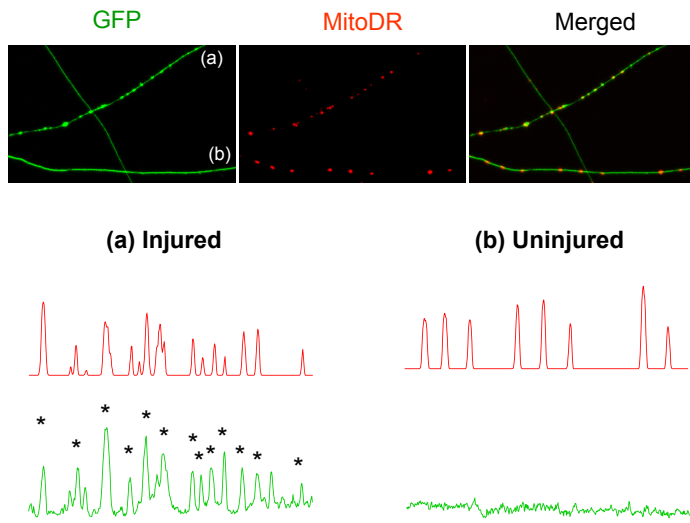 GFP MitoDR Merged
(a)
(b)
(a) Injured (b) Uninjured
* * * * * * * * * * * * *